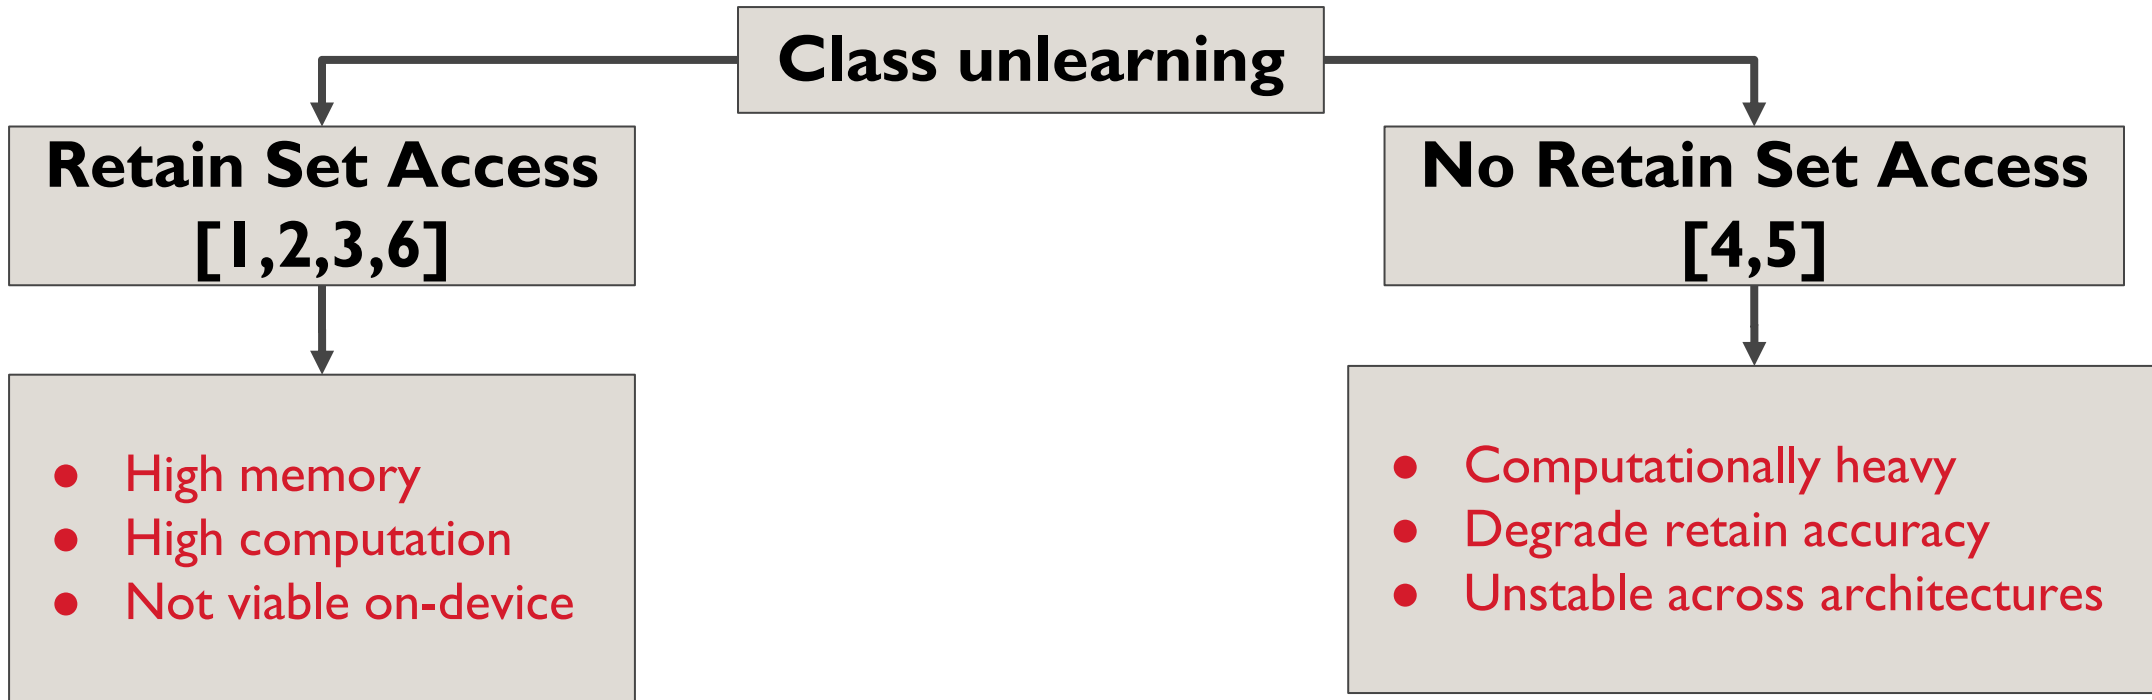 Class unlearning
Retain Set Access
[1,2,3,6]
No Retain Set Access
[4,5]
● High memory
● High computation
● Not viable on-device
● Computationally heavy
● Degrade retain accuracy
● Unstable across architectures